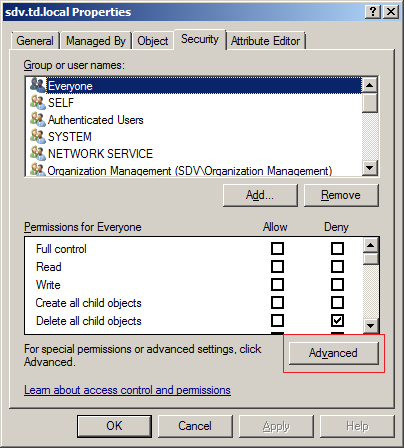 sdv.td.local Properties
General Managed By Object Security Attribute Editor
Group or user names:
Everyone
SELF
Authenticated Users
SYSTEM
NETWORK SERVICE
Organization Management (SDV\Organization Management)
Add... Remove
Permissions for Everyone Allow Deny
Full control
Read
Write
Create all child objects
Delete all child objects
For special permissions or advanced settings, click
Advanced.
Advanced
Learn about access control and permissions
OK Cancel Apply Help